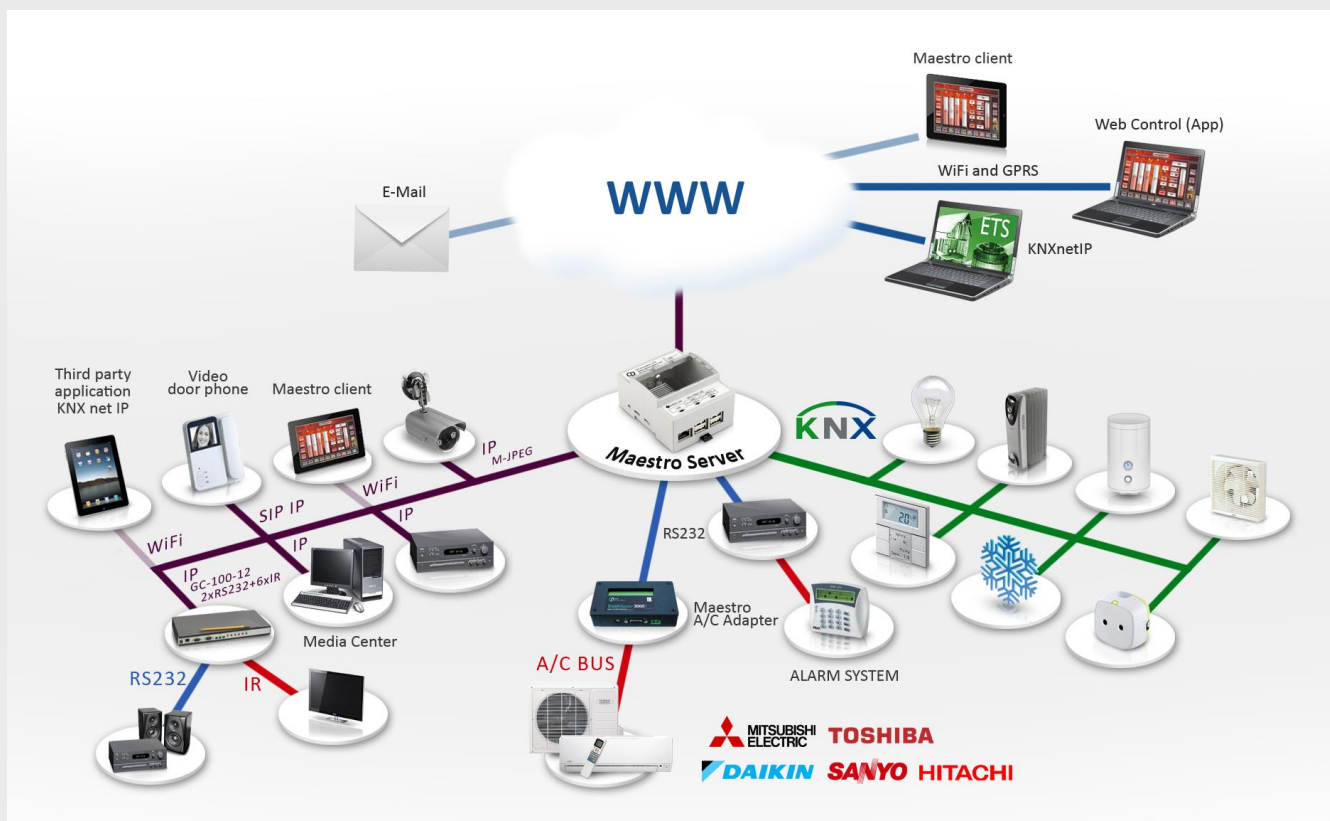 Maestro client
Web Control (App)
WWW
WiFi and GPRS
E-Mail
ETS
KNXnetIP
Third party
application
KNX net IP
Video
door phone
Maestro client
KNX
IP
M-JPEG
WiFi
Maestro Server
SIP IP
IP
WiFi
IP
RS232
IP
GC-100-12
2xRS232+6xIR
Maestro
A/C Adapter
Media Center
A/C BUS
ALARM SYSTEM
RS232
IR
MITSUBISHI
ELECTRIC
TOSHIBA
DAIKIN
SANYO
HITACHI